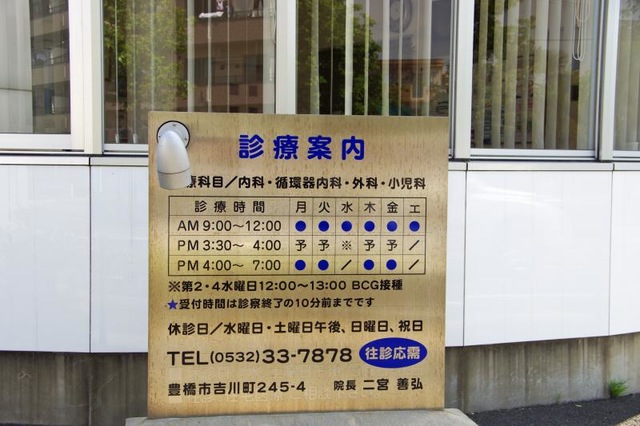 診療案内
療科目／内科・循環器内科・外科・小児科
診療時間 月 火 水 木 金 土
AM 9:00～12:00 ● ● ● ● ● ●
PM 3:30～ 4:00 予 予 ※ 予 予 ／
PM 4:00～ 7:00 ● ● ／ ● ● ／
※第2・4水曜日12:00～13:00 BCG接種
★受付時間は診察終了の10分前までです
休診日／水曜日・土曜日午後、日曜日、祝日
TEL(0532)33-7878 往診応需
豊橋市吉川町245-4 院長 二宮 善弘